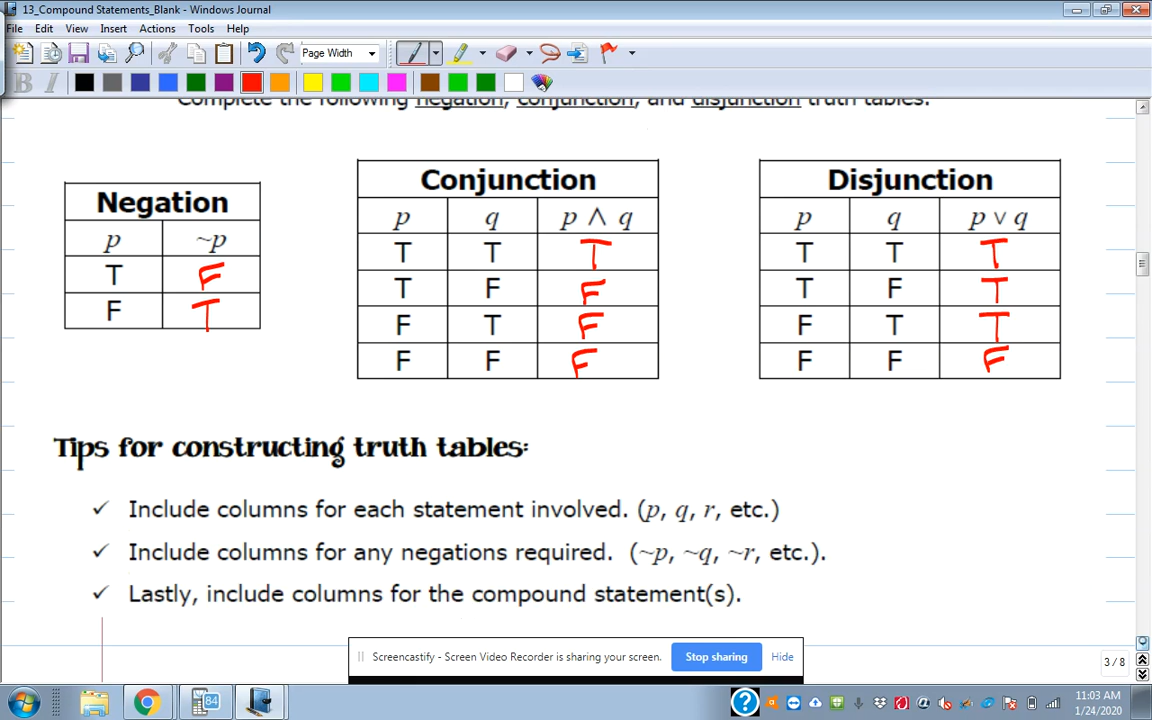 13_Compound Statements_Blank - Windows Journal
File Edit View Insert Actions Tools Help
Page Width
B I
Complete the following negation, conjunction, and disjunction truth tables.
Negation
p ~p
T F
F T
Conjunction
p q p ∧ q
T T T
T F F
F T F
F F F
Disjunction
p q p ∨ q
T T T
T F T
F T T
F F F
Tips for constructing truth tables:
✓ Include columns for each statement involved. (p, q, r, etc.)
✓ Include columns for any negations required. (~p, ~q, ~r, etc.).
✓ Lastly, include columns for the compound statement(s).
Screencastify - Screen Video Recorder is sharing your screen. Stop sharing Hide
3 / 8
84
11:03 AM
1/24/2020